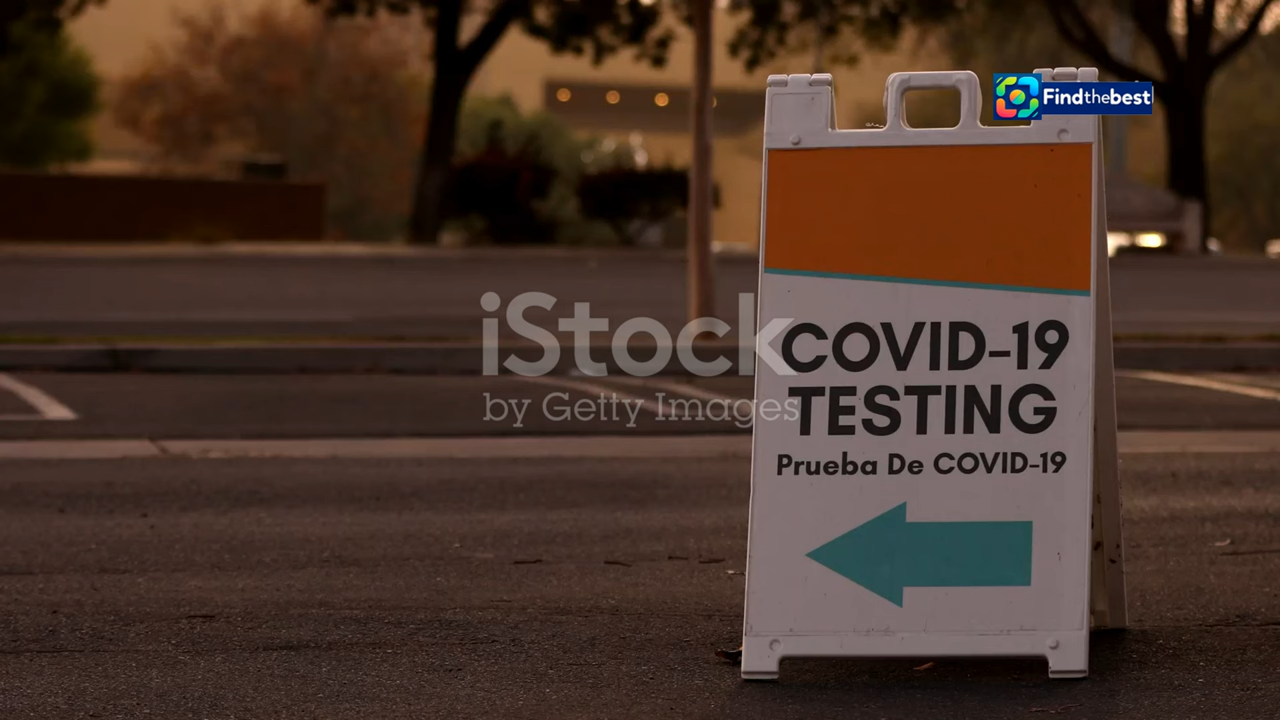 Findthebest
iStock
by Getty Images
COVID-19
TESTING
Prueba De COVID-19